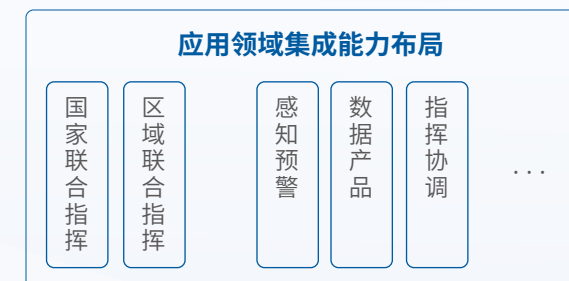 应用领域集成能力布局
国家联合指挥
区域联合指挥
感知预警
数据产品
指挥协调
...